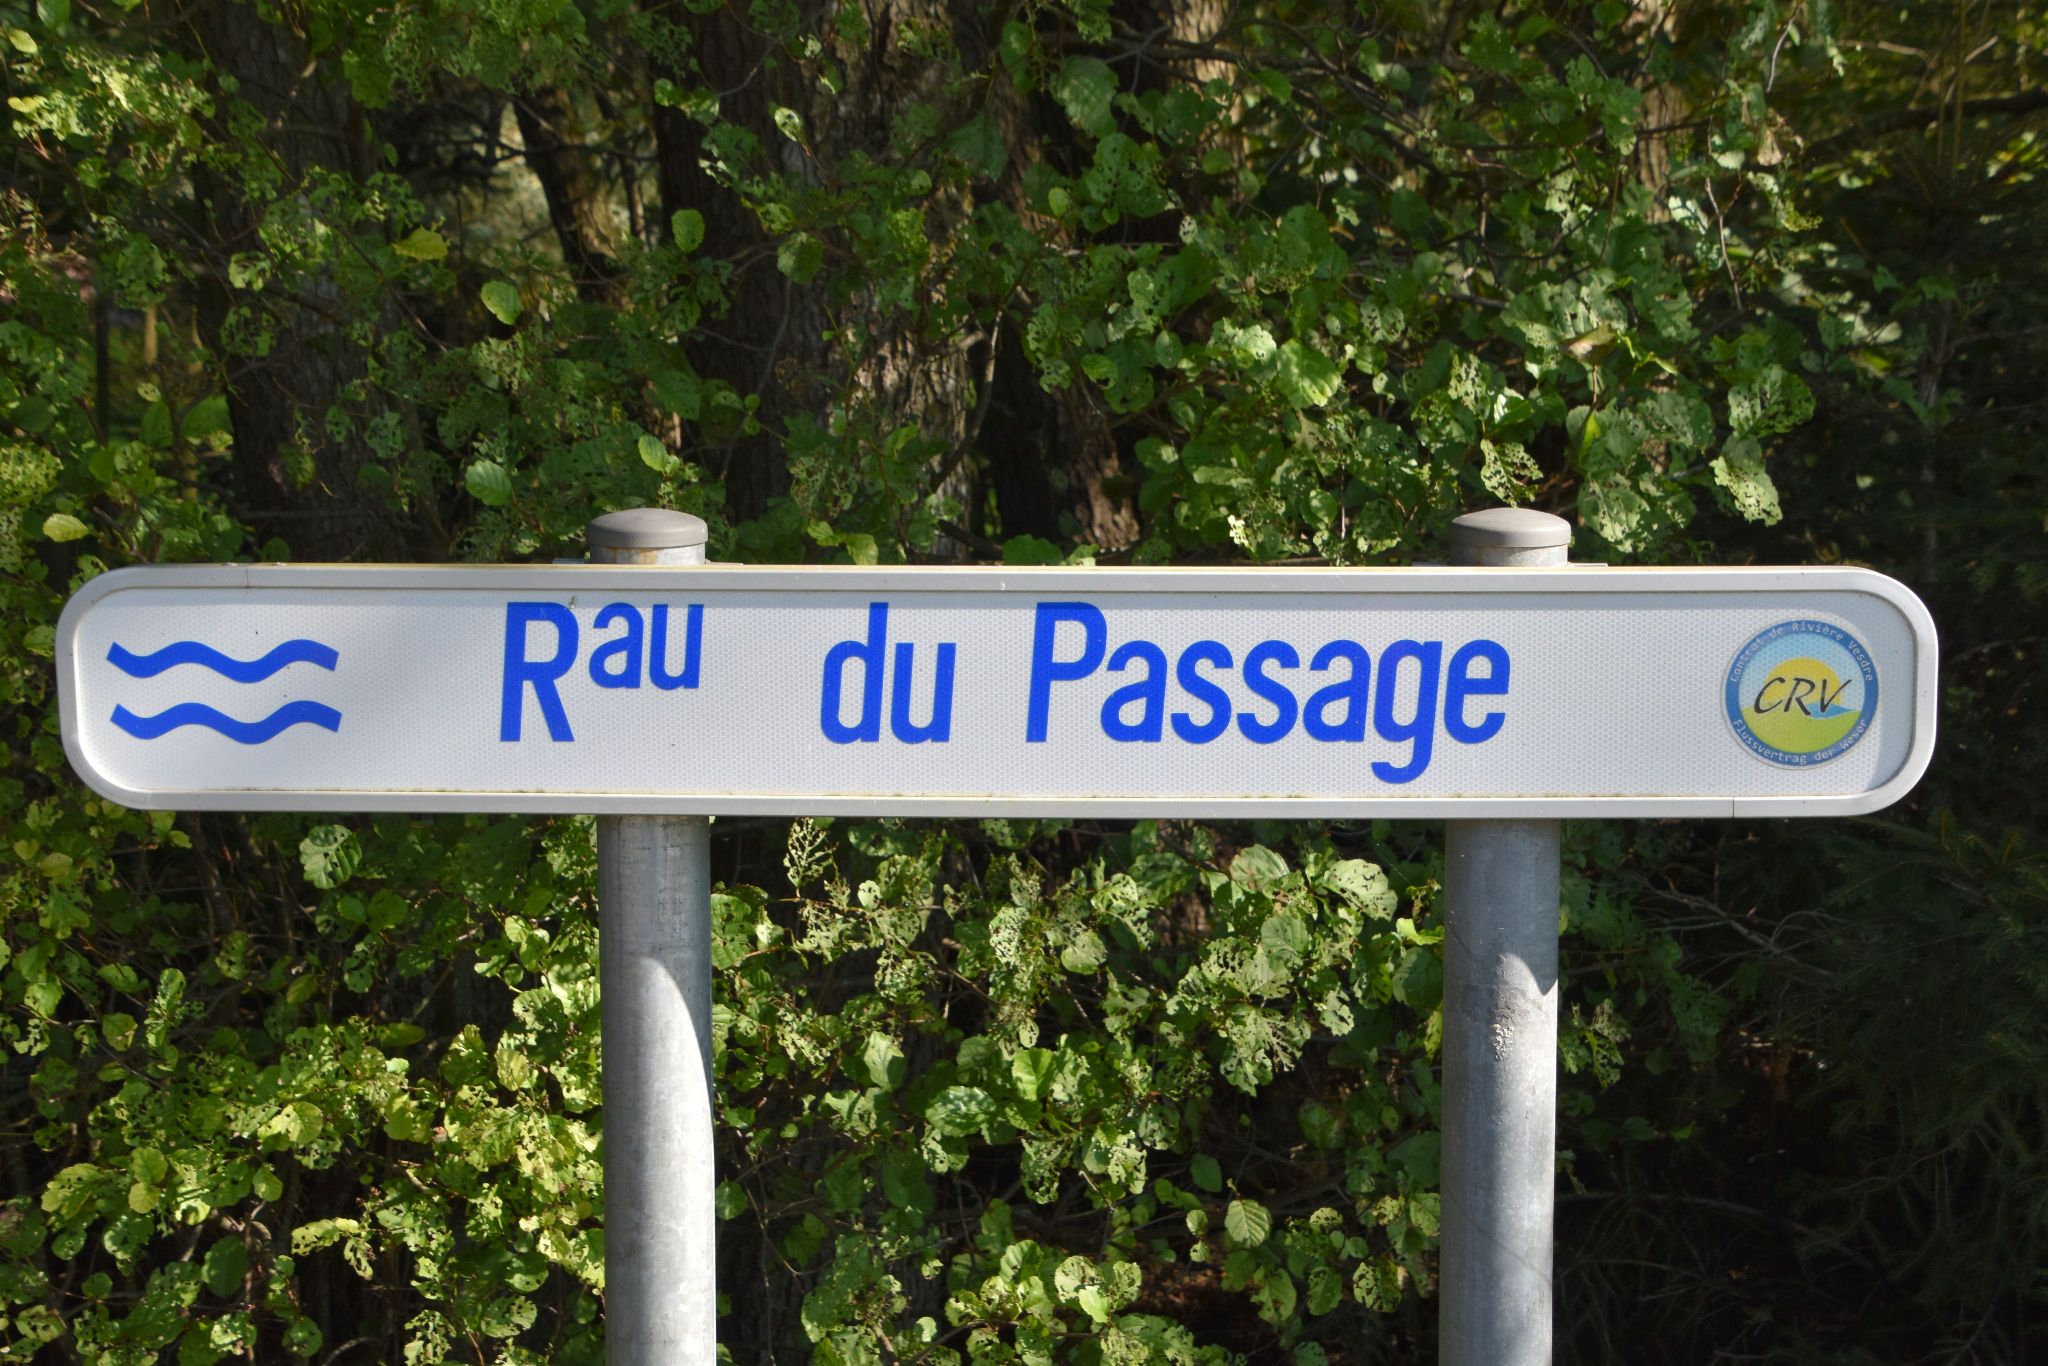 Rau du Passage
Contrat de Rivière Vesdre
CRV
Flussvertrag der Weser